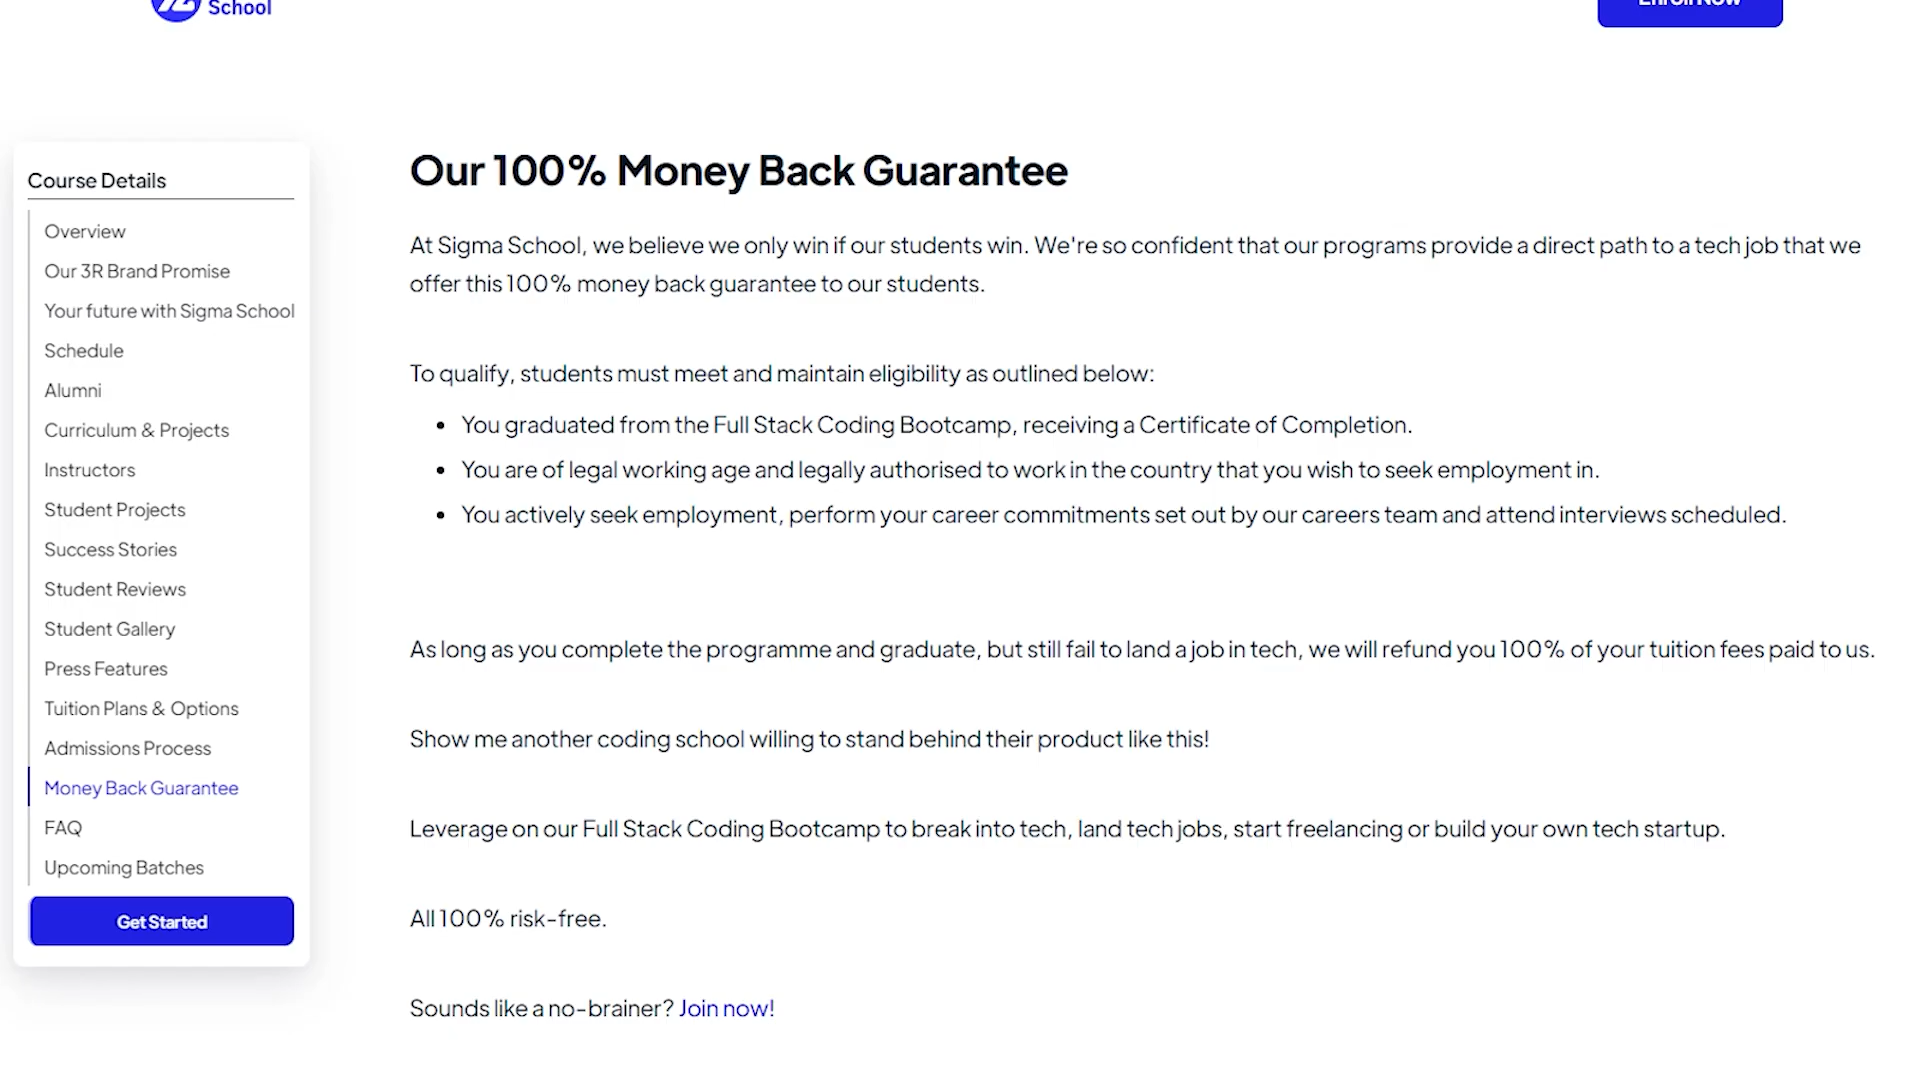 School
Enroll Now
Course Details
Overview
Our 3R Brand Promise
Your future with Sigma School
Schedule
Alumni
Curriculum & Projects
Instructors
Student Projects
Success Stories
Student Reviews
Student Gallery
Press Features
Tuition Plans & Options
Admissions Process
Money Back Guarantee
FAQ
Upcoming Batches
Get Started
Our 100% Money Back Guarantee
At Sigma School, we believe we only win if our students win. We're so confident that our programs provide a direct path to a tech job that we
offer this 100% money back guarantee to our students.
To qualify, students must meet and maintain eligibility as outlined below:
• You graduated from the Full Stack Coding Bootcamp, receiving a Certificate of Completion.
• You are of legal working age and legally authorised to work in the country that you wish to seek employment in.
• You actively seek employment, perform your career commitments set out by our careers team and attend interviews scheduled.
As long as you complete the programme and graduate, but still fail to land a job in tech, we will refund you 100% of your tuition fees paid to us.
Show me another coding school willing to stand behind their product like this!
Leverage on our Full Stack Coding Bootcamp to break into tech, land tech jobs, start freelancing or build your own tech startup.
All 100% risk-free.
Sounds like a no-brainer? Join now!